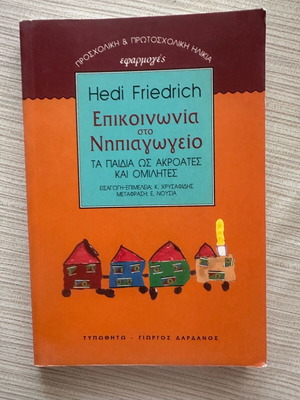 ΠΡΟΣΧΟΛΙΚΗ & ΠΡΩΤΟΣΧΟΛΙΚΗ ΗΛΙΚΙΑ
εφαρμογές
Hedi Friedrich
Επικοινωνία
στο
Νηπιαγωγείο
ΤΑ ΠΑΙΔΙΑ ΩΣ ΑΚΡΟΑΤΕΣ
ΚΑΙ ΟΜΙΛΗΤΕΣ
ΕΙΣΑΓΩΓΗ-ΕΠΙΜΕΛΕΙΑ: Κ. ΧΡΥΣΑΦΙΔΗΣ
ΜΕΤΑΦΡΑΣΗ: Ε. ΝΟΥΣΙΑ
ΤΥΠΩΘΗΤΩ - ΓΙΩΡΓΟΣ ΔΑΡΔΑΝΟΣ